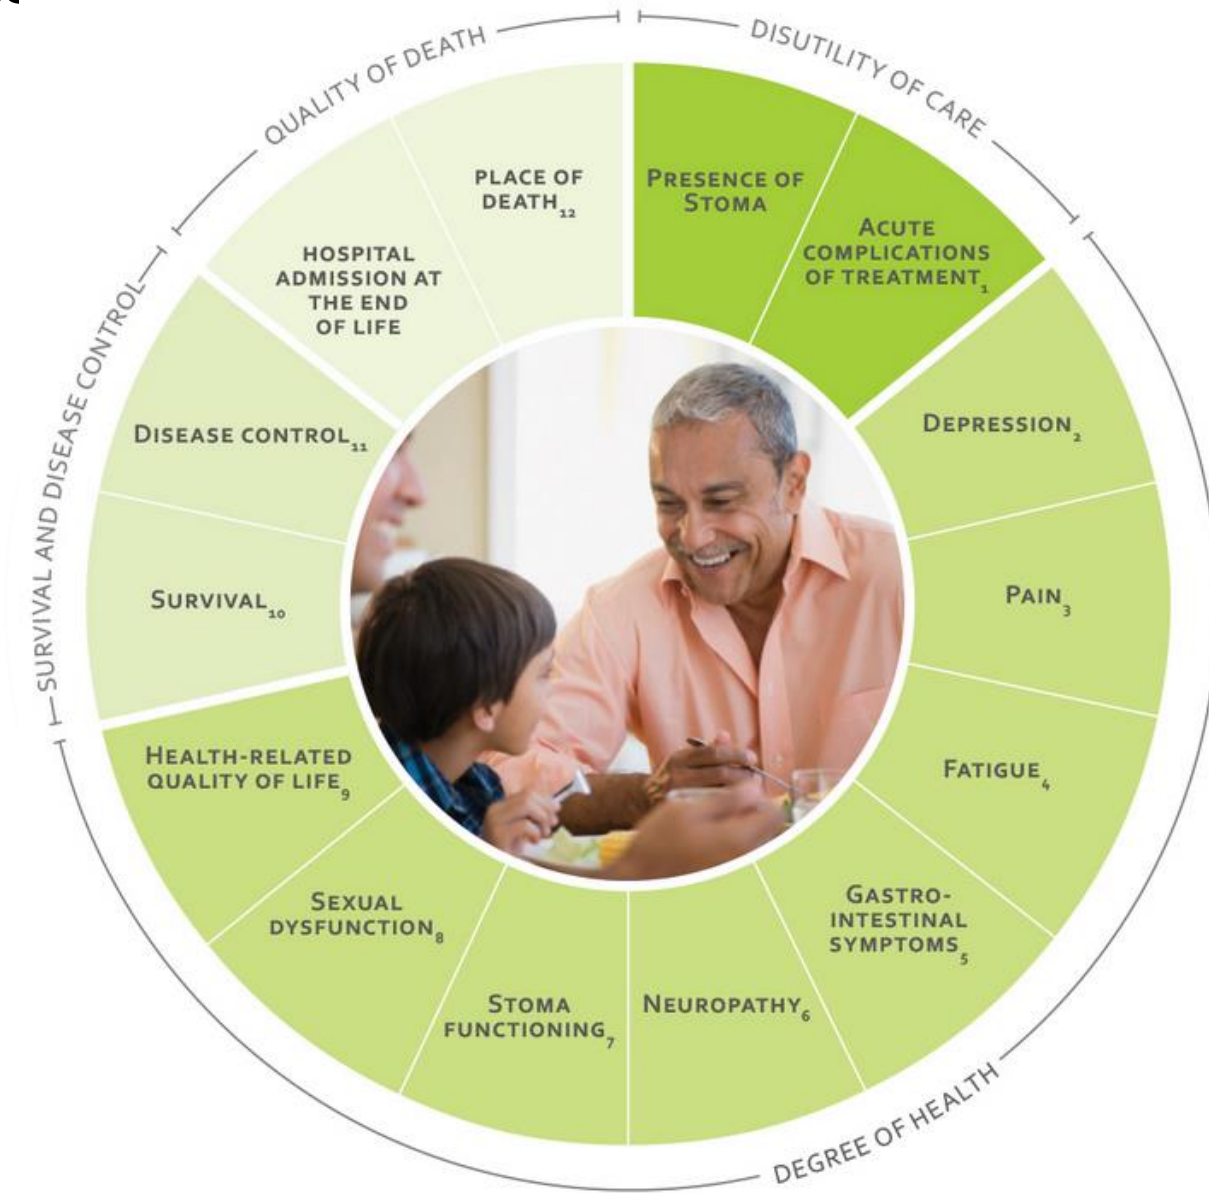 QUALITY OF DEATH
DISUTILITY OF CARE
PLACE OF
DEATH12
PRESENCE OF
STOMA
ACUTE
COMPLICATIONS
OF TREATMENT1
HOSPITAL
ADMISSION AT
THE END
OF LIFE
SURVIVAL AND DISEASE CONTROL
DISEASE CONTROL11
DEPRESSION2
SURVIVAL10
PAIN3
HEALTH-RELATED
QUALITY OF LIFE9
FATIGUE4
SEXUAL
DYSFUNCTION8
GASTRO-
INTESTINAL
SYMPTOMS5
STOMA
FUNCTIONING7
NEUROPATHY6
DEGREE OF HEALTH